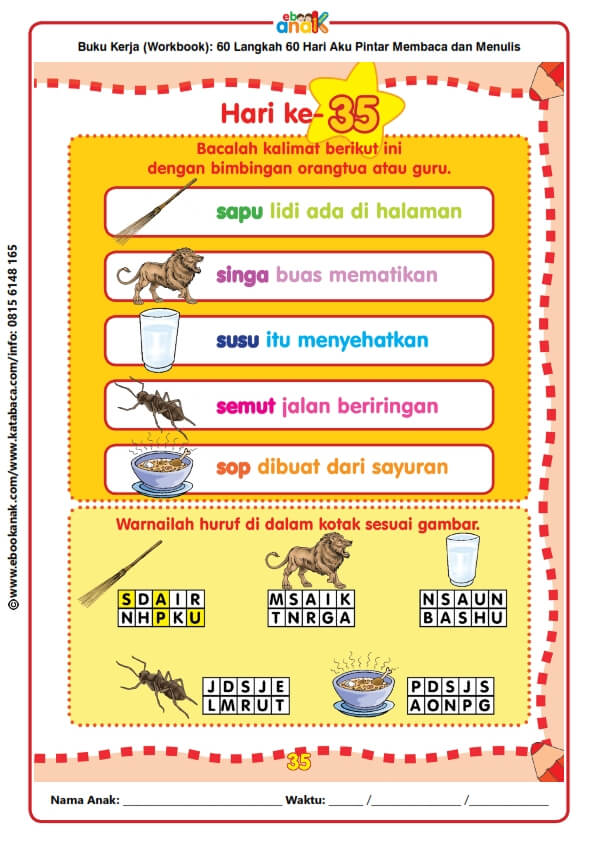 ebook
anak
Buku Kerja (Workbook): 60 Langkah 60 Hari Aku Pintar Membaca dan Menulis
Hari ke-35
Bacalah kalimat berikut ini
dengan bimbingan orangtua atau guru.
sapu lidi ada di halaman
singa buas mematikan
susu itu menyehatkan
semut jalan beriringan
sop dibuat dari sayuran
Warnailah huruf di dalam kotak sesuai gambar.
S D A I R
N H P K U
M S A I K
T N R G A
N S A U N
B A S H U
J D S J E
L M R U T
P D S J S
A O N P G
35
Nama Anak: ________________________ Waktu: _____ /_____________ /____________
©www.ebookanak.com/www.katabaca.com/info: 0815 6148 165